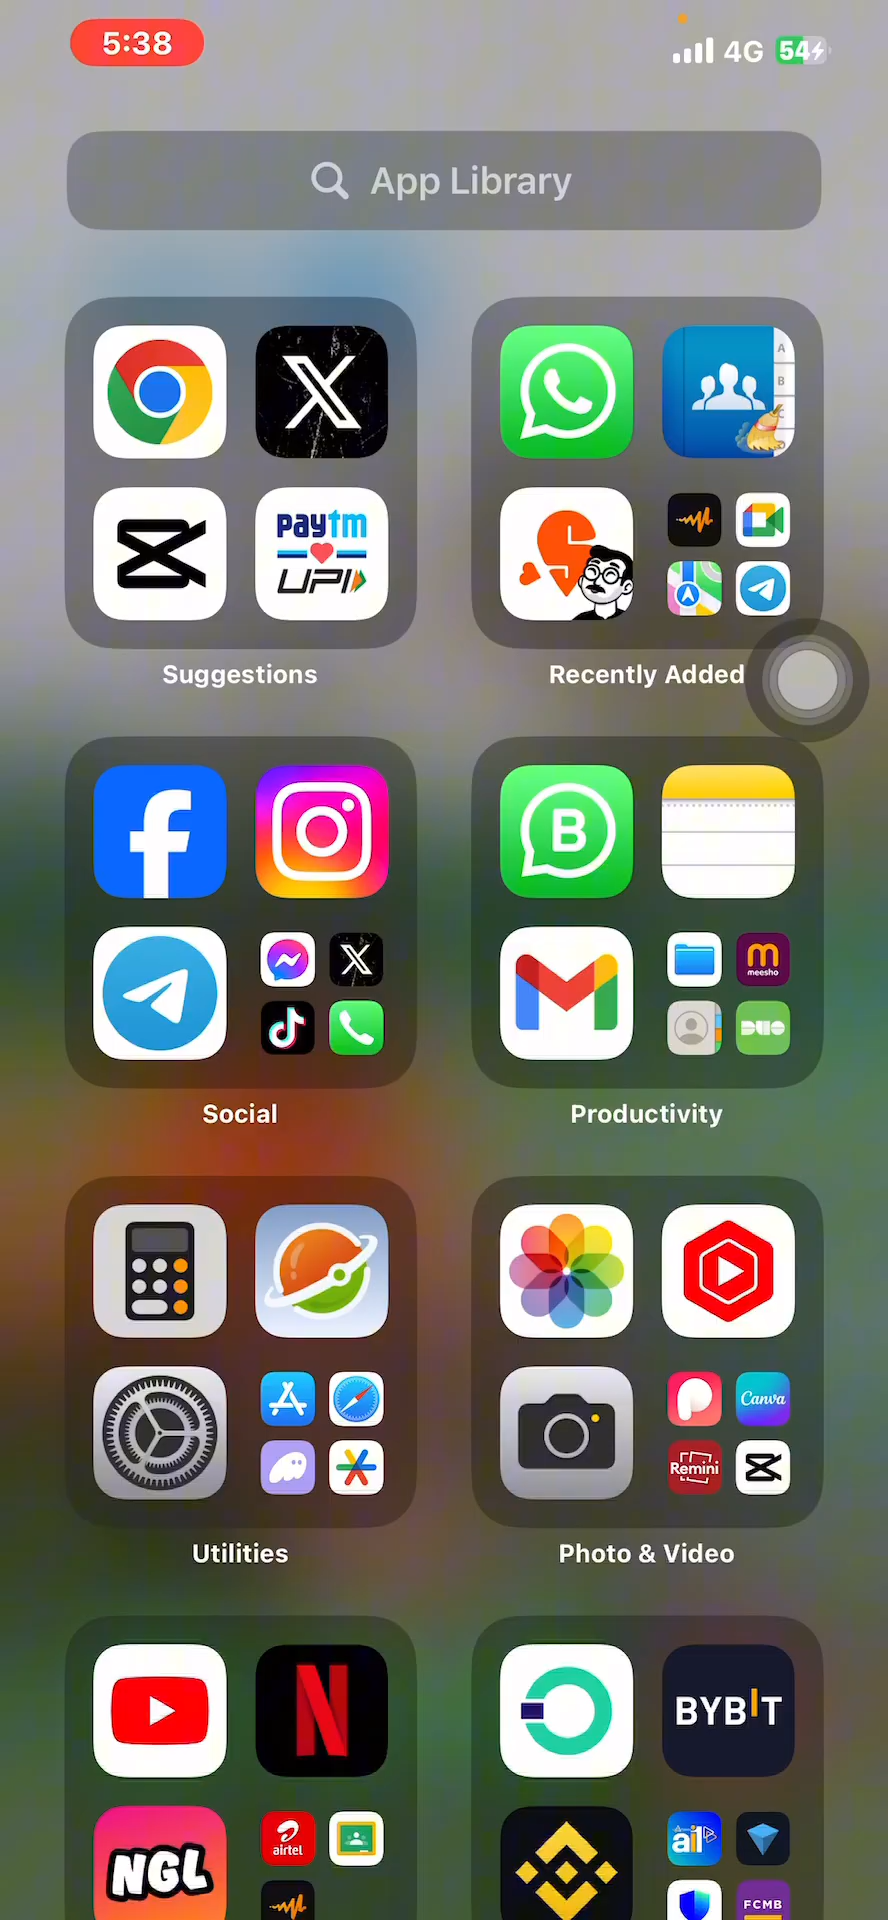 5:38
4G
54
App Library
paytm
UPI
A
B
Suggestions
Recently Added
B
meesho
Social
Productivity
Canva
Remini
Utilities
Photo & Video
BYBIT
airtel
NGL
FCMB